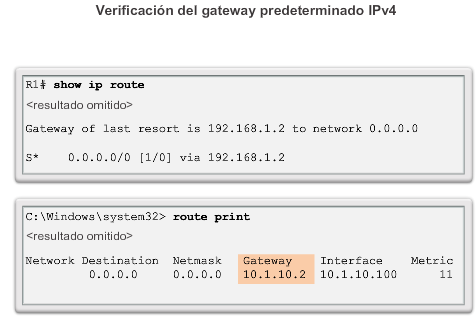 Verificación del gateway predeterminado IPv4
R1# show ip route
<resultado omitido>
Gateway of last resort is 192.168.1.2 to network 0.0.0.0
S* 0.0.0.0/0 [1/0] via 192.168.1.2
C:\Windows\system32> route print
<resultado omitido>
Network Destination Netmask Gateway Interface Metric
0.0.0.0 0.0.0.0 10.1.10.2 10.1.10.100 11